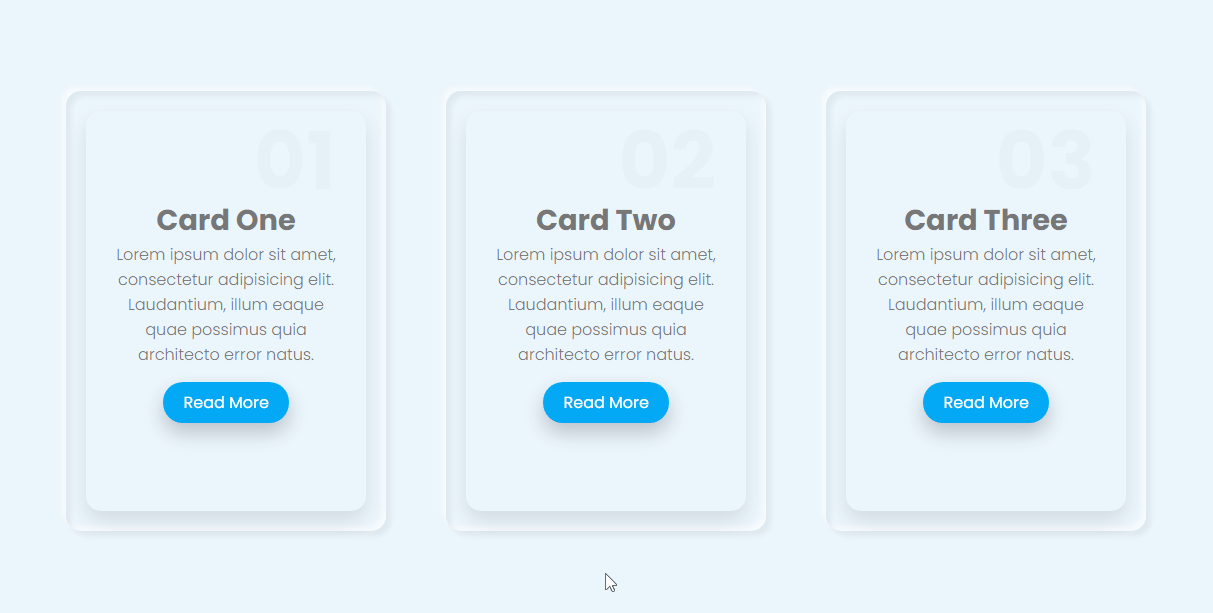 01
Card One
Lorem ipsum dolor sit amet,
consectetur adipisicing elit.
Laudantium, illum eaque
quae possimus quia
architecto error natus.
Read More
02
Card Two
Lorem ipsum dolor sit amet,
consectetur adipisicing elit.
Laudantium, illum eaque
quae possimus quia
architecto error natus.
Read More
03
Card Three
Lorem ipsum dolor sit amet,
consectetur adipisicing elit.
Laudantium, illum eaque
quae possimus quia
architecto error natus.
Read More